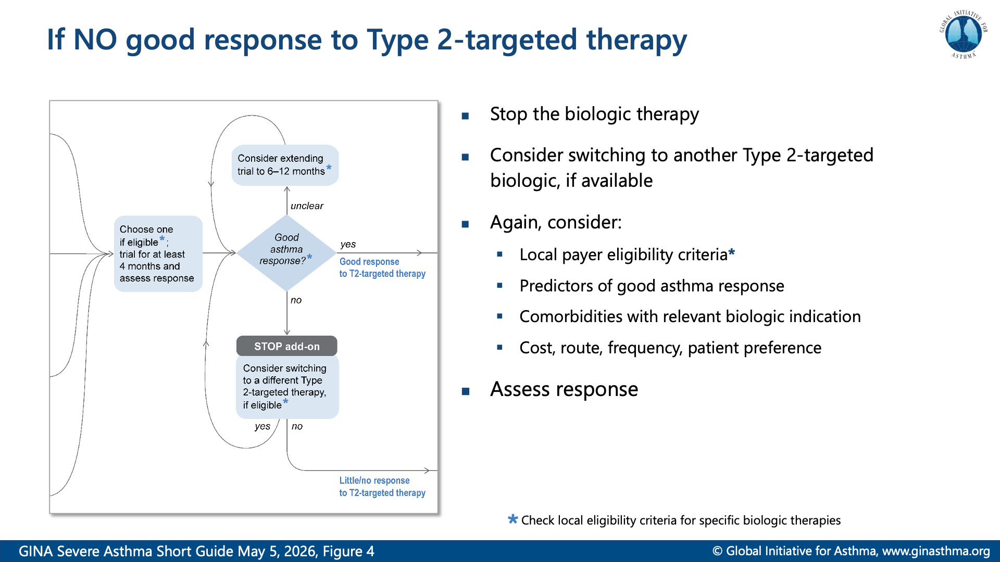 If NO good response to Type 2-targeted therapy
GLOBAL INITIATIVE FOR
ASTHMA
Consider extending
trial to 6–12 months*
unclear
Choose one
if eligible*;
trial for at least
4 months and
assess response
Good
asthma
response?*
yes
Good response
to T2-targeted therapy
no
STOP add-on
Consider switching
to a different Type
2-targeted therapy,
if eligible*
yes
no
Little/no response
to T2-targeted therapy
Stop the biologic therapy
Consider switching to another Type 2-targeted
biologic, if available
Again, consider:
Local payer eligibility criteria*
Predictors of good asthma response
Comorbidities with relevant biologic indication
Cost, route, frequency, patient preference
Assess response
* Check local eligibility criteria for specific biologic therapies
GINA Severe Asthma Short Guide May 5, 2026, Figure 4
© Global Initiative for Asthma, www.ginasthma.org